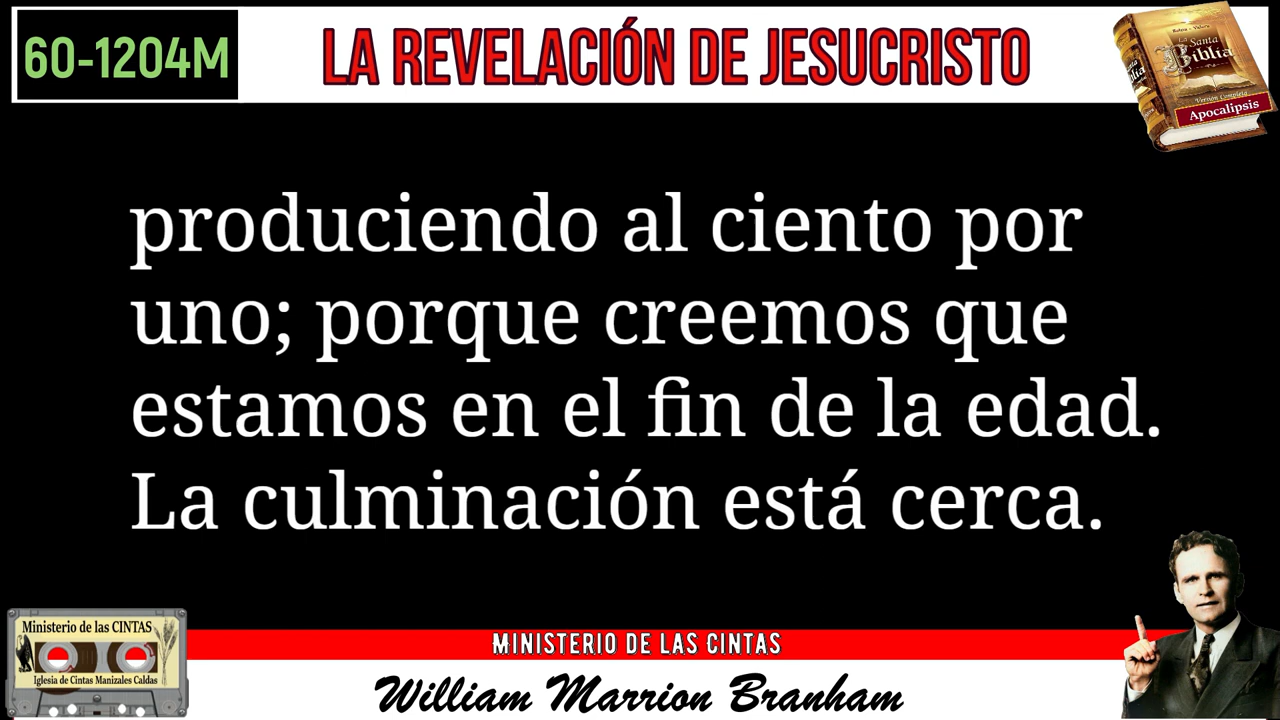 60-1204M
LA REVELACIÓN DE JESUCRISTO
La Santa
Biblia
Versión Completa
Apocalipsis
produciendo al ciento por
uno; porque creemos que
estamos en el fin de la edad.
La culminación está cerca.
Ministerio de las CINTAS
Iglesia de Cintas Manizales Caldas
MINISTERIO DE LAS CINTAS
William Marrion Branham